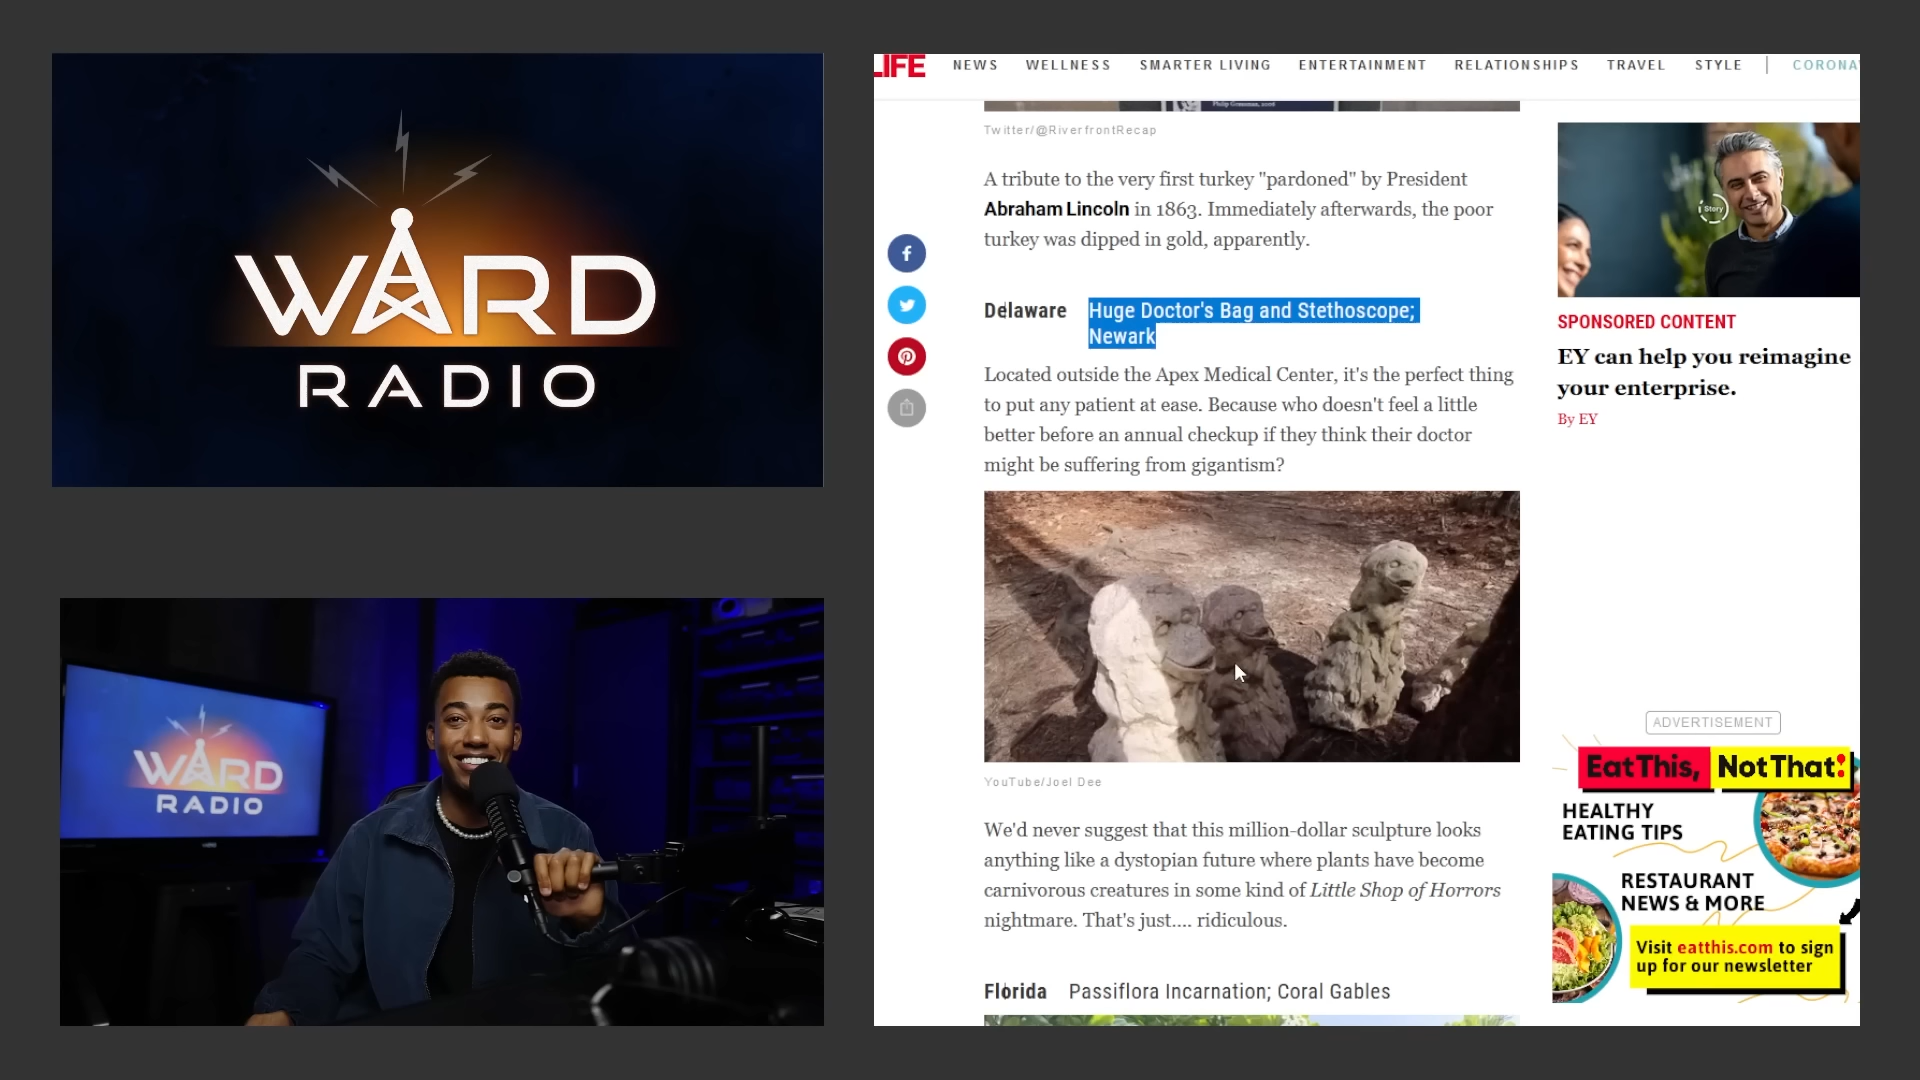 WARD
RADIO
WARD
RADIO
LIFE
NEWS
WELLNESS
SMARTER LIVING
ENTERTAINMENT
RELATIONSHIPS
TRAVEL
STYLE
CORONAV
Philip Grausman, 2006
Twitter/@RiverfrontRecap
A tribute to the very first turkey "pardoned" by President
Abraham Lincoln in 1863. Immediately afterwards, the poor
turkey was dipped in gold, apparently.
Delaware
Huge Doctor's Bag and Stethoscope;
Newark
Located outside the Apex Medical Center, it's the perfect thing
to put any patient at ease. Because who doesn't feel a little
better before an annual checkup if they think their doctor
might be suffering from gigantism?
YouTube/Joel Dee
We'd never suggest that this million-dollar sculpture looks
anything like a dystopian future where plants have become
carnivorous creatures in some kind of Little Shop of Horrors
nightmare. That's just.... ridiculous.
Florida
Passiflora Incarnation; Coral Gables
Story
SPONSORED CONTENT
EY can help you reimagine
your enterprise.
By EY
ADVERTISEMENT
EatThis, NotThat!
HEALTHY
EATING TIPS
RESTAURANT
NEWS & MORE
Visit eatthis.com to sign
up for our newsletter